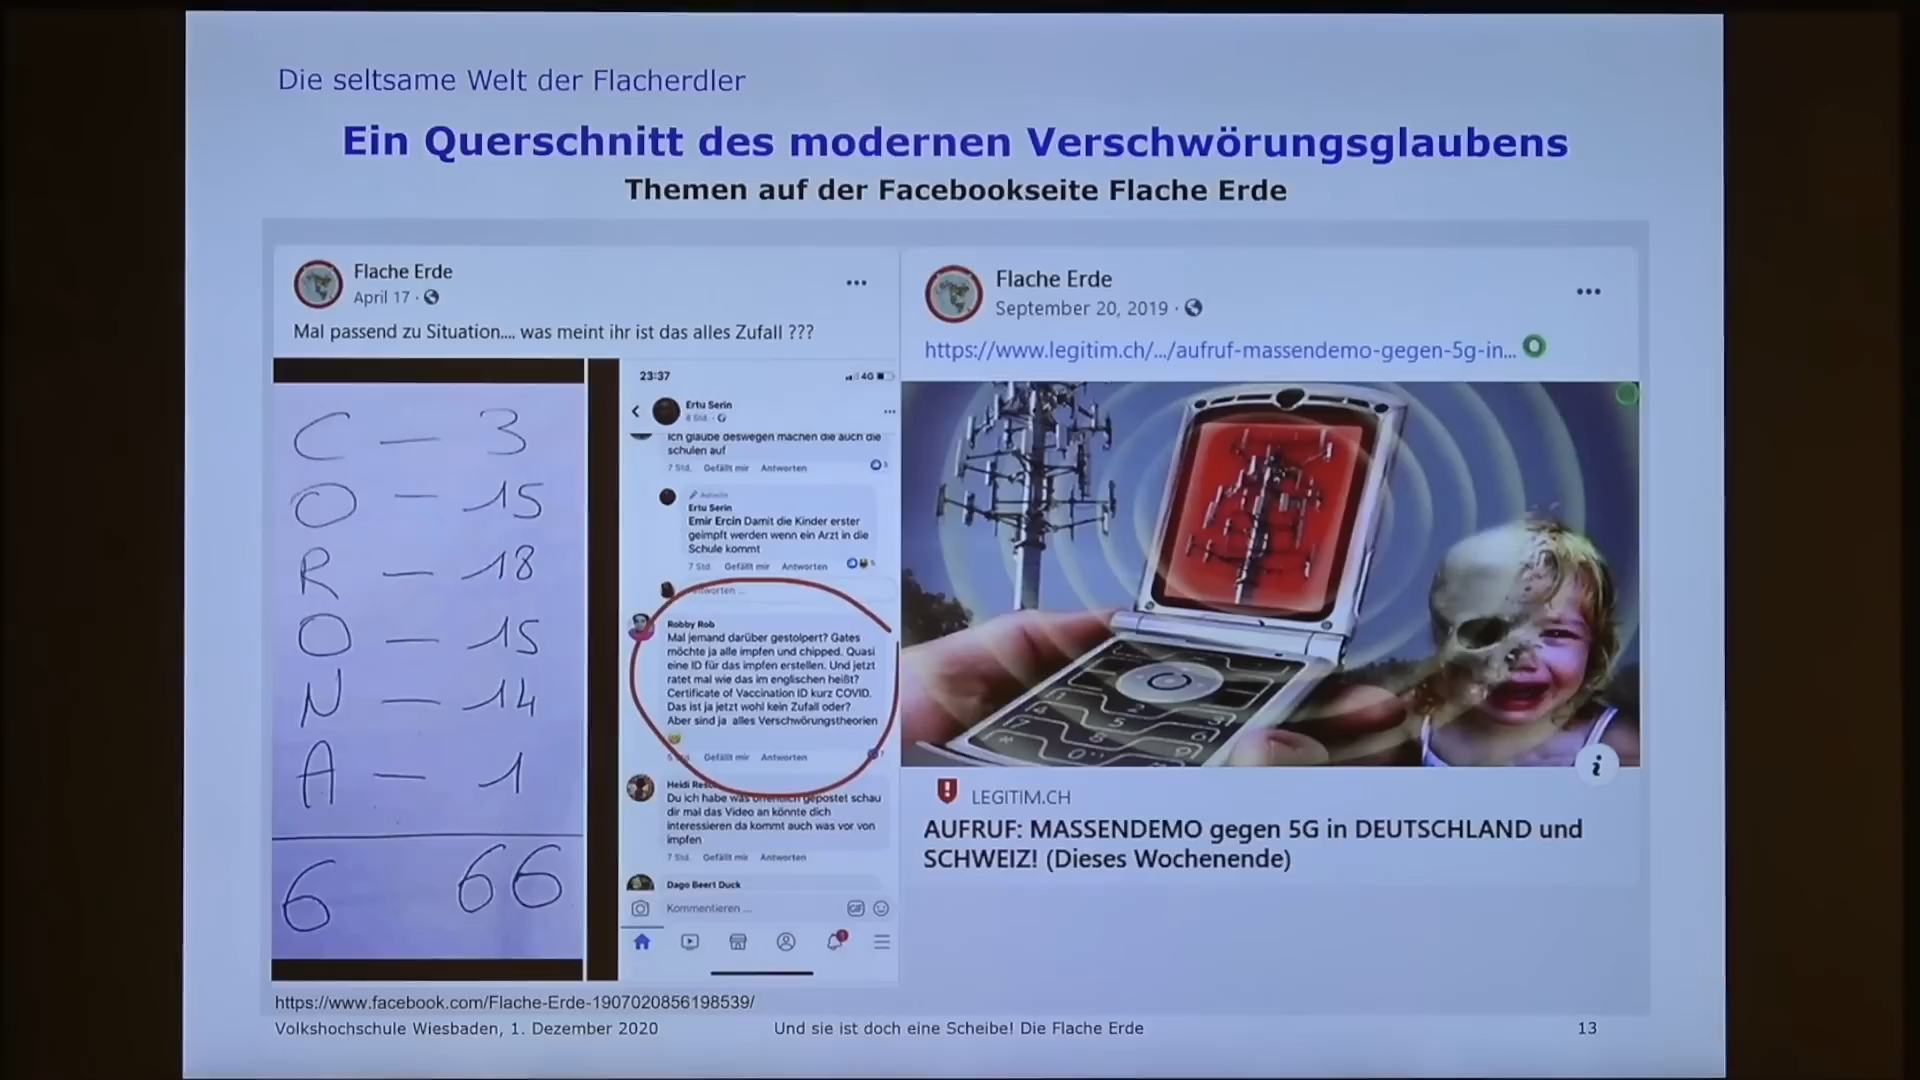 Die seltsame Welt der Flacherdler
Ein Querschnitt des modernen Verschwörungsglaubens
Themen auf der Facebookseite Flache Erde
Flache Erde
April 17 ·
Mal passend zu Situation.... was meint ihr ist das alles Zufall ???
C — 3
O — 15
R — 18
O — 15
N — 14
A — 1
6 66
23:37
4G
Ertu Serin
8 Std. ·
Ich glaube deswegen machen die auch die
schulen auf
7 Std. Gefällt mir Antworten 3
Ertu Serin
Emir Ercin Damit die Kinder erster
geimpft werden wenn ein Arzt in die
Schule kommt
7 Std. Gefällt mir Antworten 5
Antworten ...
Robby Rob
Mal jemand darüber gestolpert? Gates
möchte ja alle impfen und chipped. Quasi
eine ID für das impfen erstellen. Und jetzt
ratet mal wie das im englischen heißt?
Certificate of Vaccination ID kurz COVID.
Das ist ja jetzt wohl kein Zufall oder?
Aber sind ja alles Verschwörungstheorien
Std. Gefällt mir Antworten
Heidi
Du ich habe was öffentlich gepostet schau
dir mal das Video an könnte dich
interessieren da kommt auch was vor von
impfen
7 Std. Gefällt mir Antworten
Dago Beert Duck
Kommentieren ...
GIF
Flache Erde
September 20, 2019 ·
https://www.legitim.ch/.../aufruf-massendemo-gegen-5g-in...
LEGITIM.CH
AUFRUF: MASSENDEMO gegen 5G in DEUTSCHLAND und
SCHWEIZ! (Dieses Wochenende)
https://www.facebook.com/Flache-Erde-1907020856198539/
Volkshochschule Wiesbaden, 1. Dezember 2020
Und sie ist doch eine Scheibe! Die Flache Erde
13